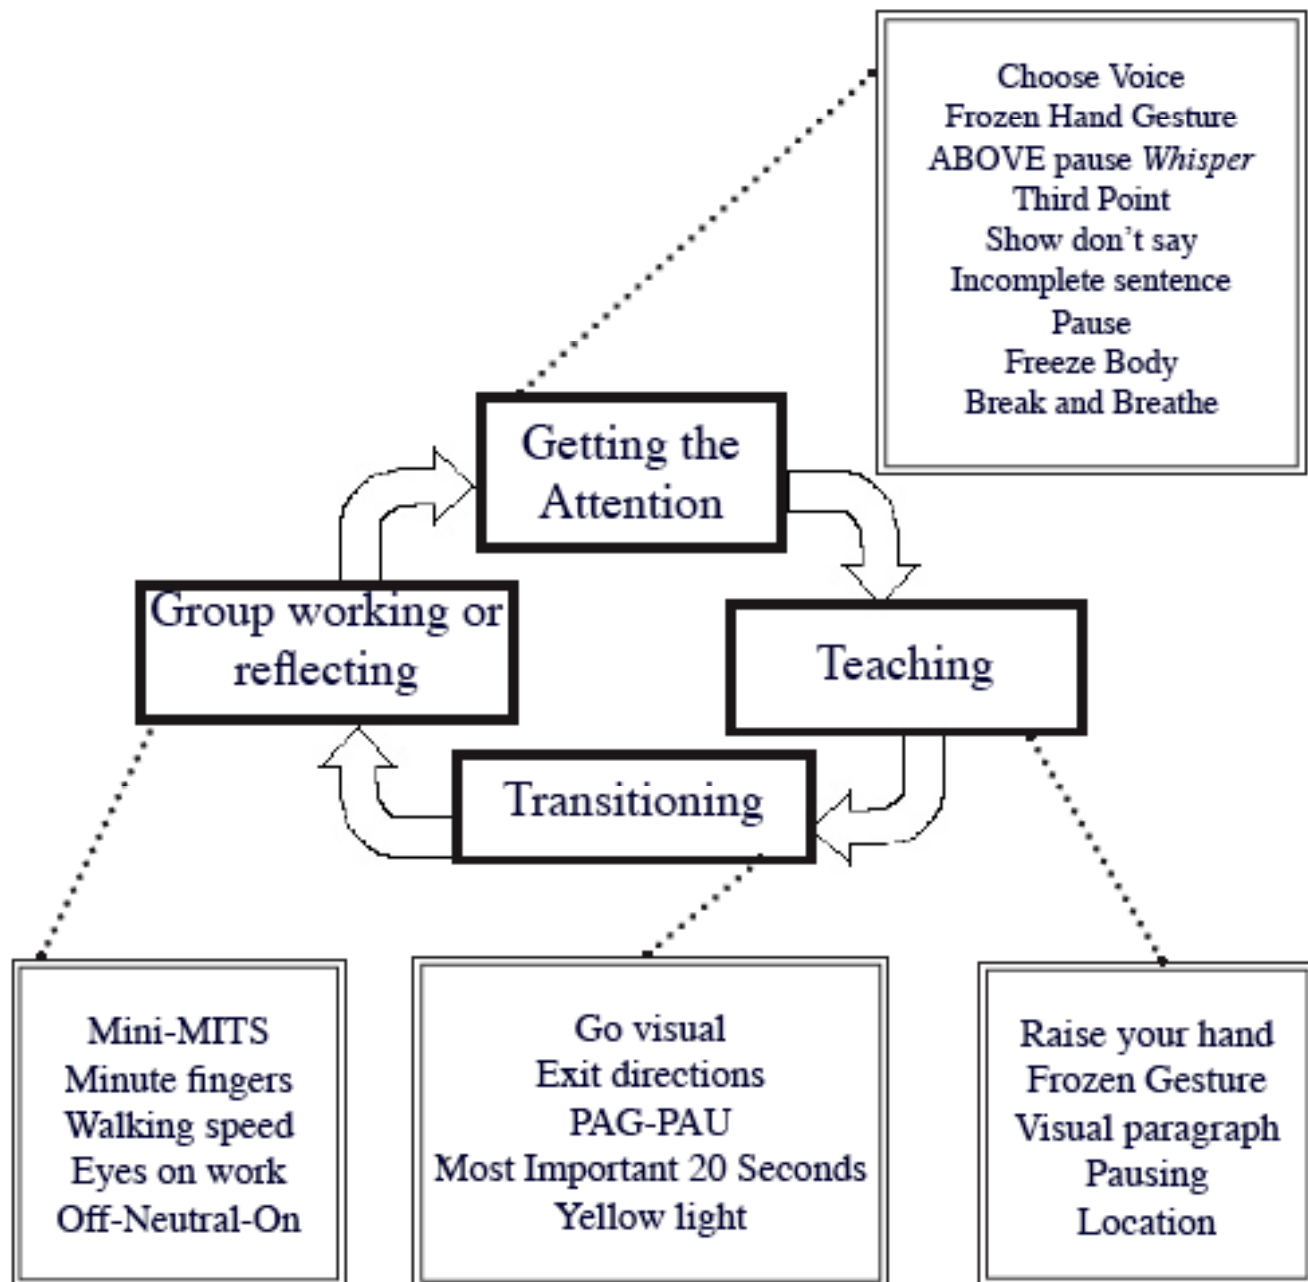 Choose Voice
Frozen Hand Gesture
ABOVE pause Whisper
Third Point
Show don’t say
Incomplete sentence
Pause
Freeze Body
Break and Breathe
Getting the
Attention
Group working or
reflecting
Teaching
Transitioning
Mini-MITS
Minute fingers
Walking speed
Eyes on work
Off-Neutral-On
Go visual
Exit directions
PAG-PAU
Most Important 20 Seconds
Yellow light
Raise your hand
Frozen Gesture
Visual paragraph
Pausing
Location